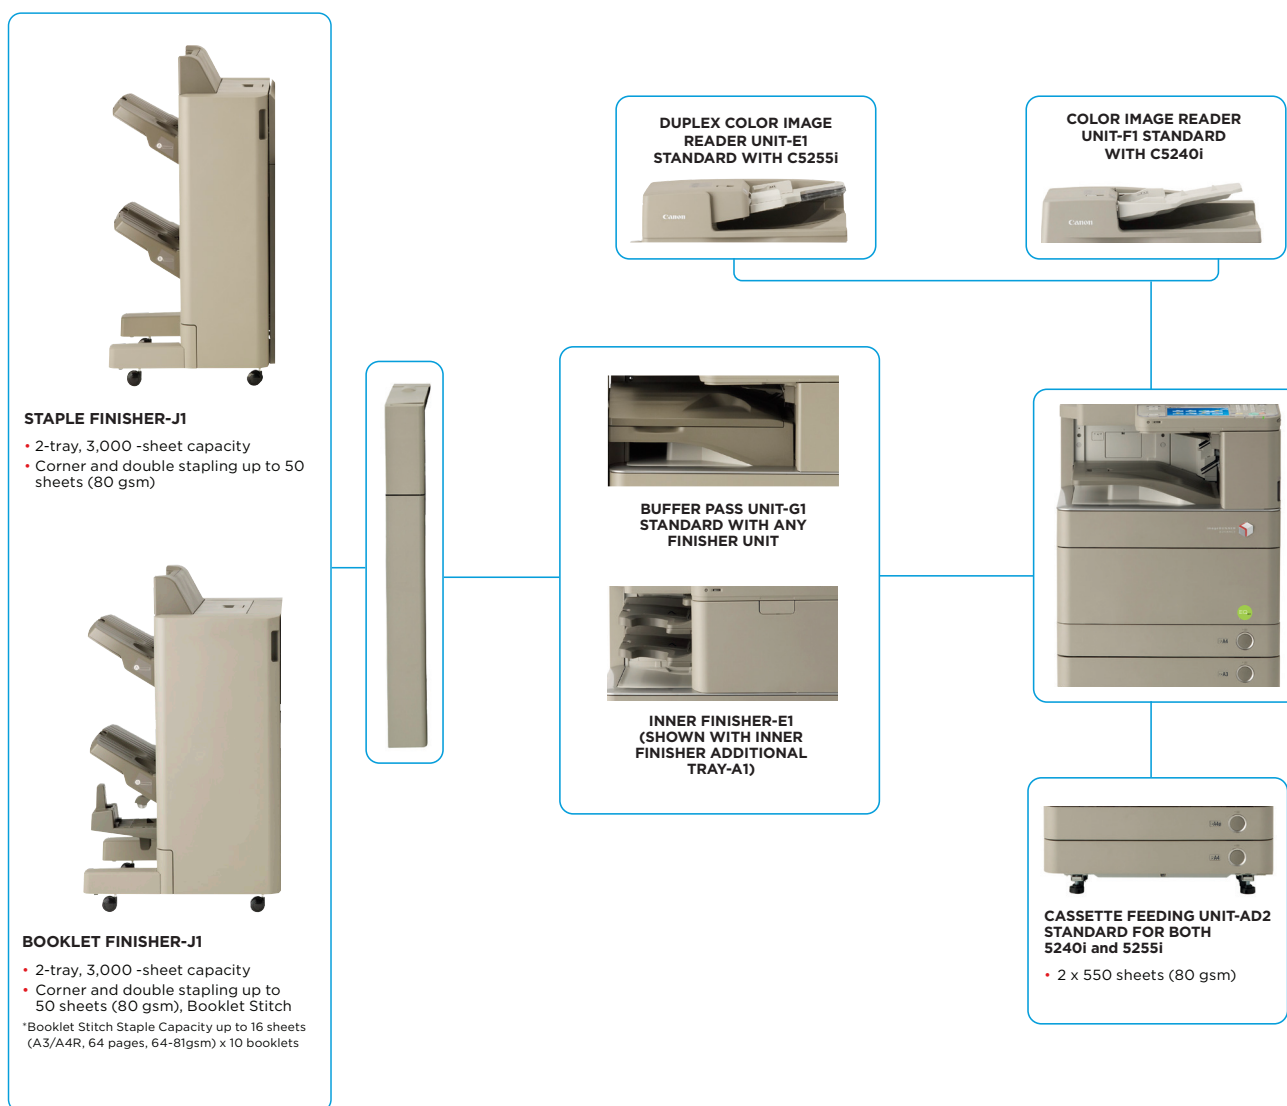 STAPLE FINISHER-J1
• 2-tray, 3,000 -sheet capacity
• Corner and double stapling up to 50
sheets (80 gsm)
BOOKLET FINISHER-J1
• 2-tray, 3,000 -sheet capacity
• Corner and double stapling up to
50 sheets (80 gsm), Booklet Stitch
*Booklet Stitch Staple Capacity up to 16 sheets
(A3/A4R, 64 pages, 64-81gsm) x 10 booklets
DUPLEX COLOR IMAGE
READER UNIT-E1
STANDARD WITH C5255i
Canon
COLOR IMAGE READER
UNIT-F1 STANDARD
WITH C5240i
Canon
BUFFER PASS UNIT-G1
STANDARD WITH ANY
FINISHER UNIT
INNER FINISHER-E1
(SHOWN WITH INNER
FINISHER ADDITIONAL
TRAY-A1)
CASSETTE FEEDING UNIT-AD2
STANDARD FOR BOTH
5240i and 5255i
• 2 x 550 sheets (80 gsm)